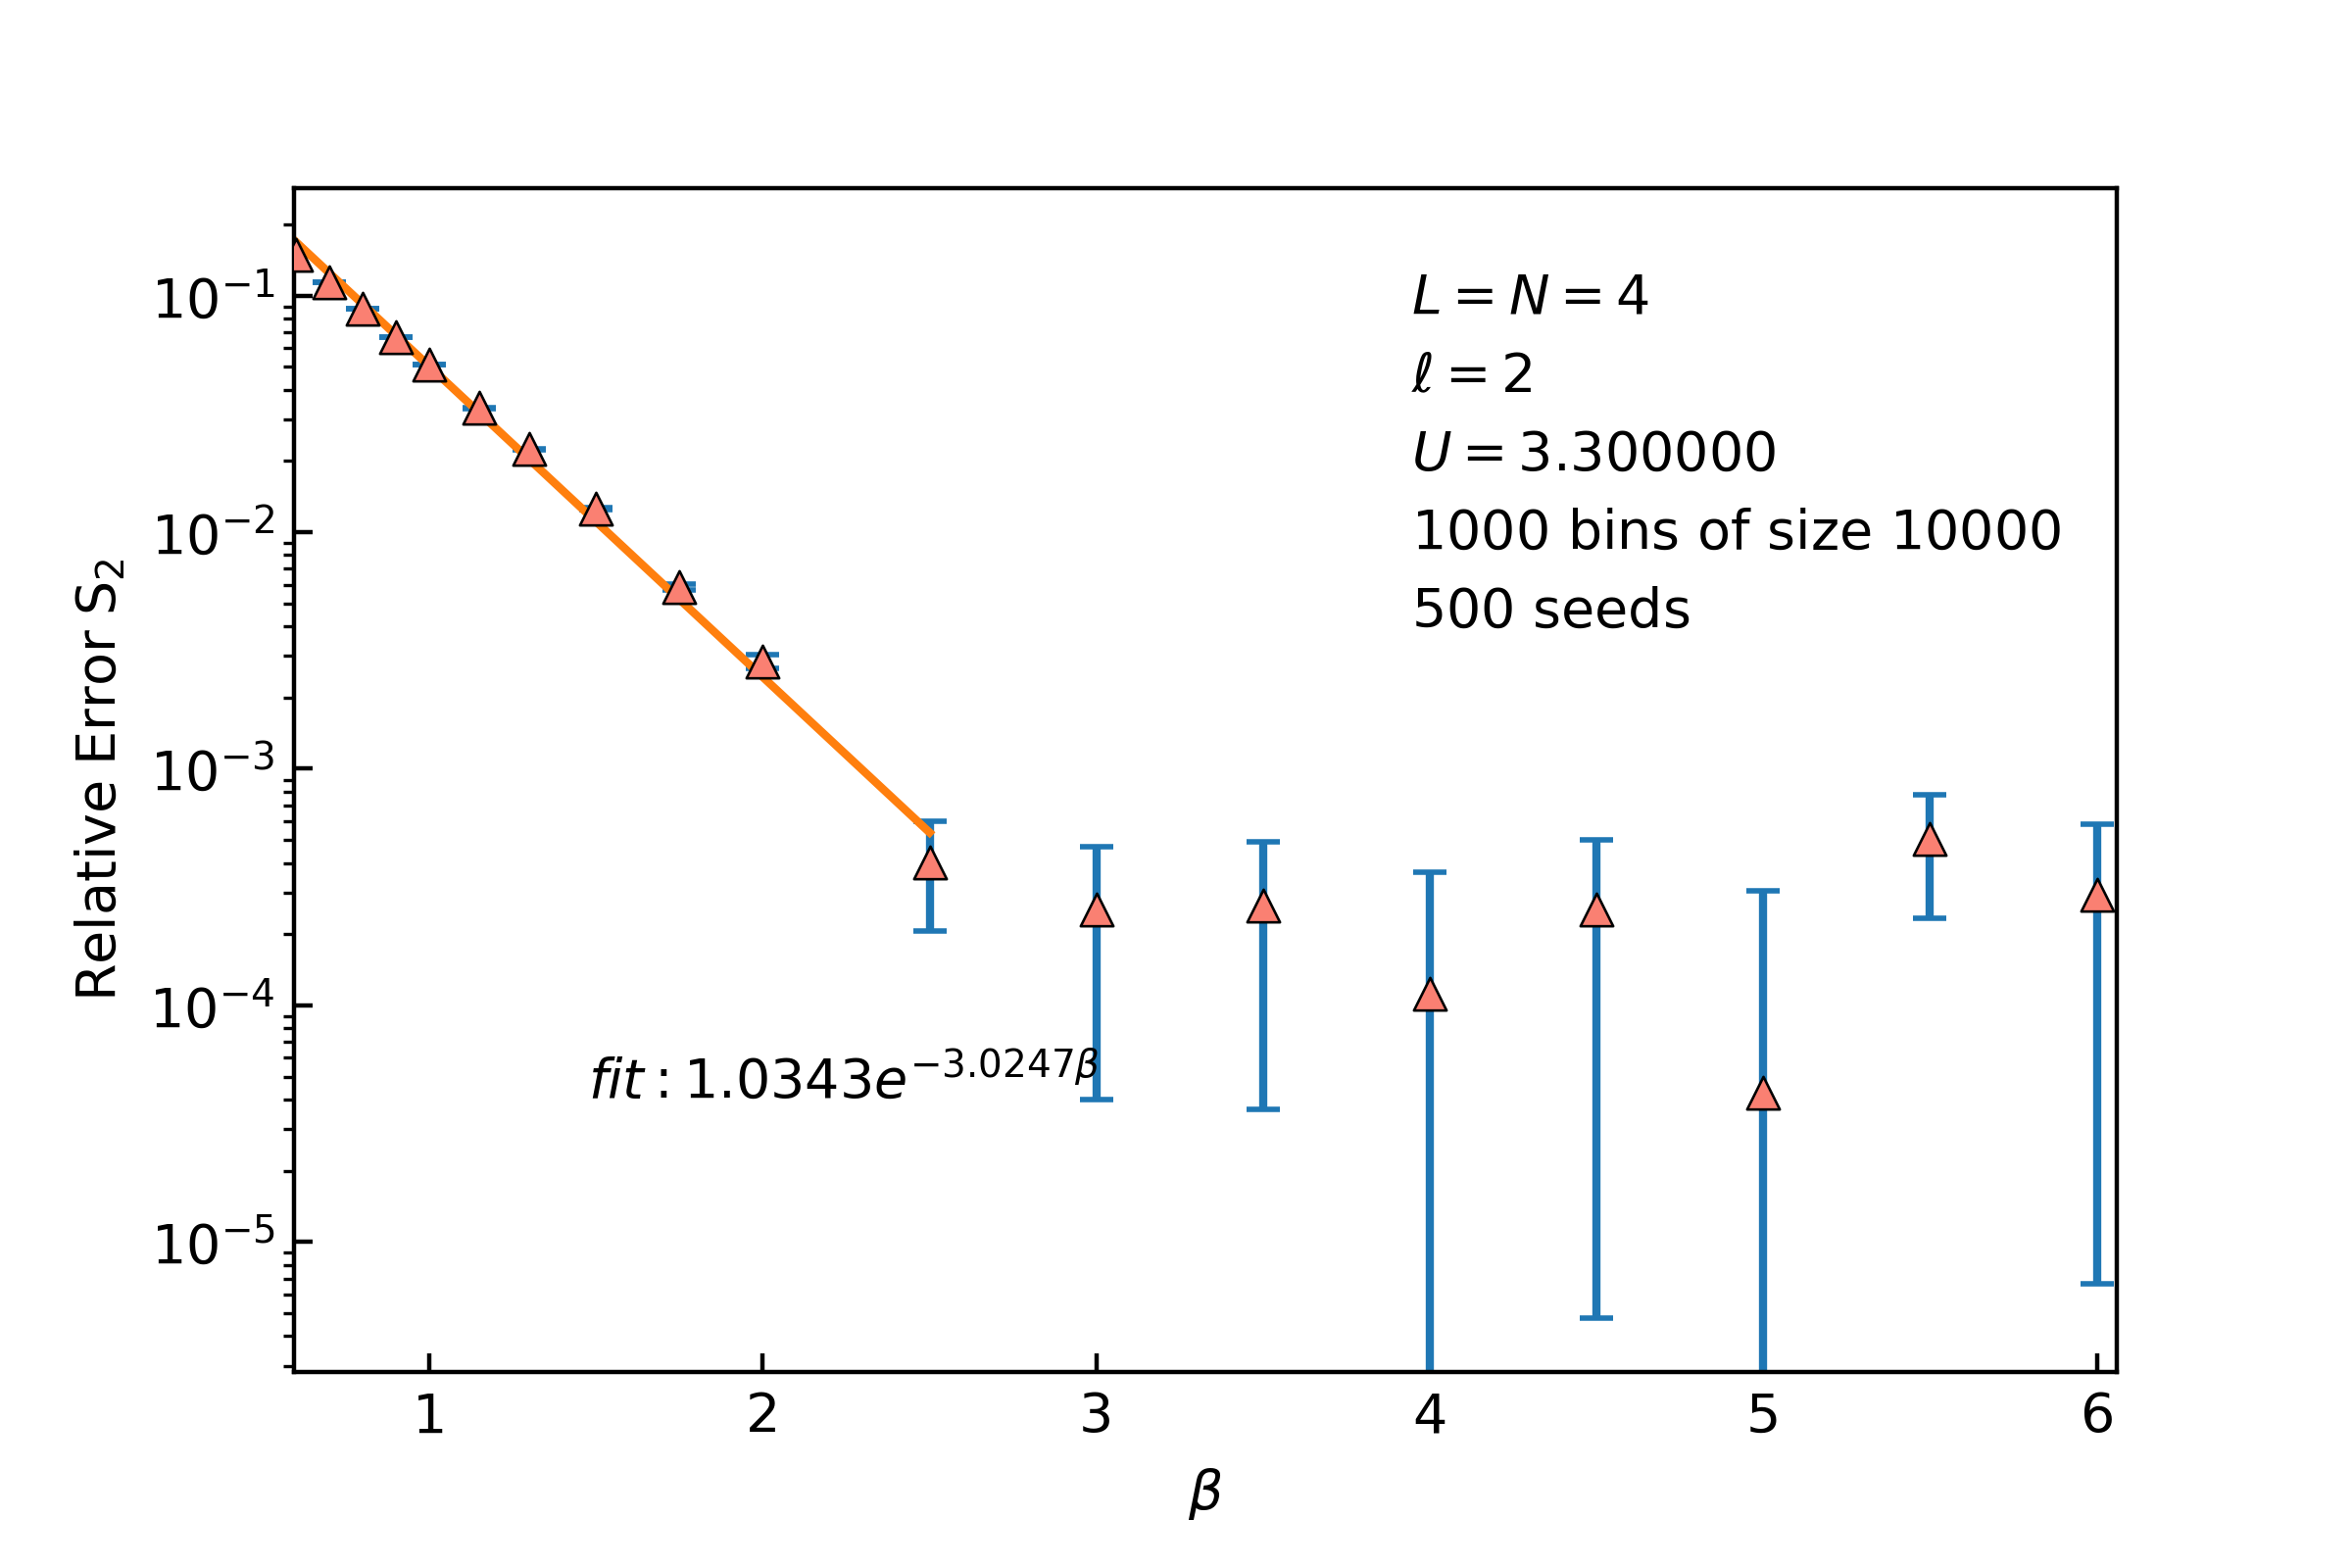 10⁻¹
10⁻²
10⁻³
10⁻⁴
10⁻⁵
Relative Error S₂
L = N = 4
ℓ = 2
U = 3.300000
1000 bins of size 10000
500 seeds
fit : 1.0343e^{−3.0247β}
1 2 3 4 5 6
β